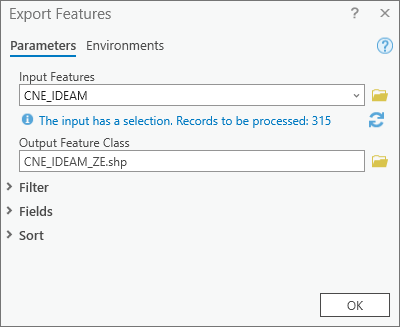 Export Features
? ×
Parameters Environments
?
Input Features
CNE_IDEAM
The input has a selection. Records to be processed: 315
Output Feature Class
CNE_IDEAM_ZE.shp
Filter
Fields
Sort
OK